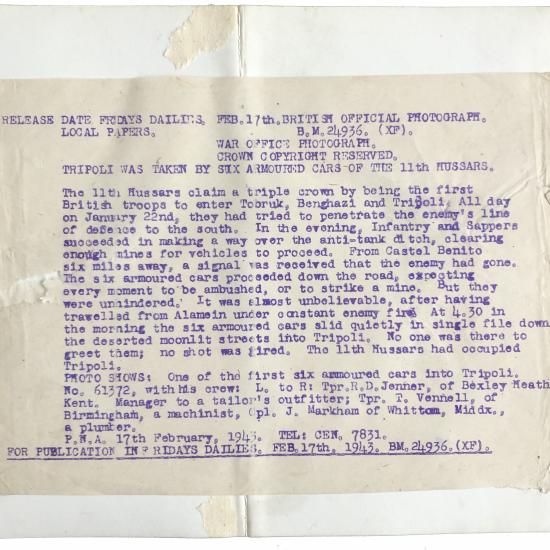 RELEASE DATE FRIDAYS DAILIES. FEB.17th.BRITISH OFFICIAL PHOTOGRAPH.
LOCAL PAPERS. B.M.24936. (XF).
WAR OFFICE PHOTOGRAPH.
CROWN COPYRIGHT RESERVED.
TRIPOLI WAS TAKEN BY SIX ARMOURED CARS OF THE 11th HUSSARS.
The 11th Hussars claim a triple crown by being the first
British troops to enter Tobruk, Benghazi and Tripoli. All day
on January 22nd, they had tried to penetrate the enemy's line
of defence to the south. In the evening, Infantry and Sappers
succeeded in making a way over the anti-tank ditch, clearing
enough mines for vehicles to proceed. From Castel Benito
six miles away, a signal was received that the enemy had gone.
The six armoured cars proceeded down the road, expecting
every moment to be ambushed, or to strike a mine. But they
were unhindered. It was almost unbelievable, after having
travelled from Alamein under constant enemy fire. At 4.30 in
the morning the six armoured cars slid quietly in single file down
the deserted moonlit streets into Tripoli. No one was there to
greet them; no shot was fired. The 11th Hussars had occupied
Tripoli.
PHOTO SHOWS: One of the first six armoured cars into Tripoli.
No. 61372, with his crew: L. to R: Tpr.R.D.Jenner, of Bexley Heath
Kent. Manager to a tailor's outfitter; Tpr. T. Vennell, of
Birmingham, a machinist, Cpl. J. Markham of Whitton, Middx.,
a plumber.
P.N.A. 17th February, 1943. TEL: CEN. 7831.
FOR PUBLICATION IN FRIDAYS DAILIES. FEB.17th. 1943. BM.24936.(XF).